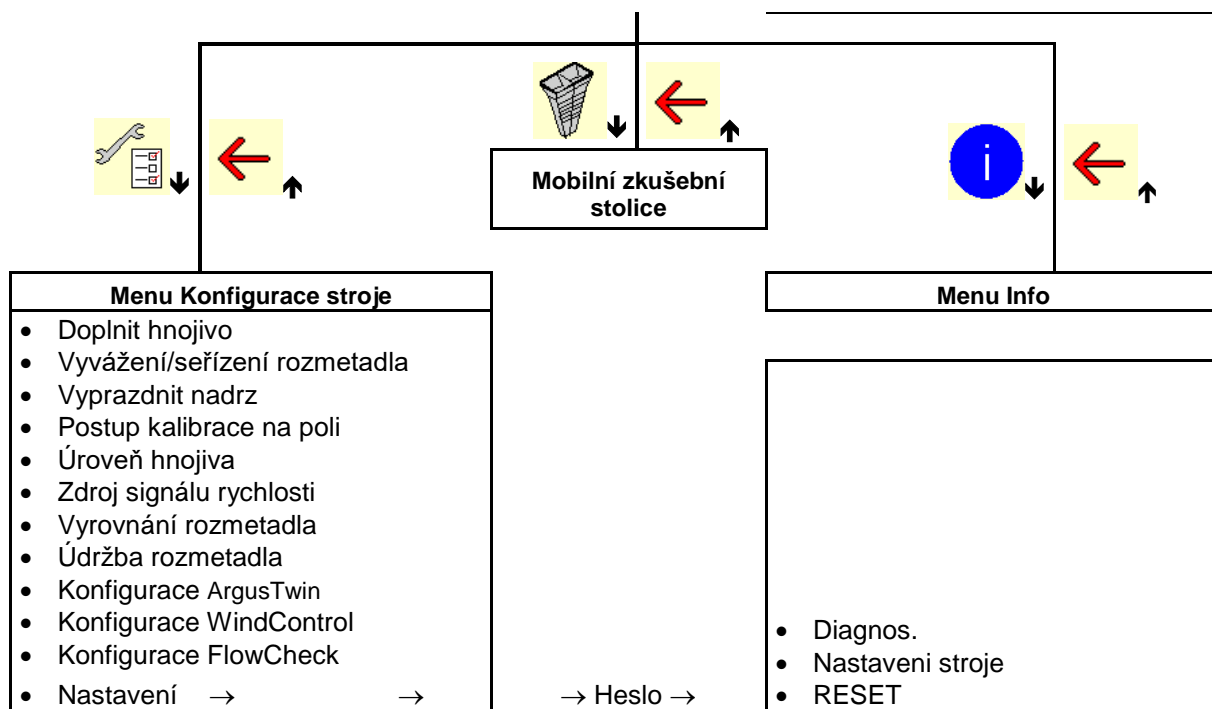 Mobilní zkušební
stolice
Menu Konfigurace stroje
• Doplnit hnojivo
• Vyvážení/seřízení rozmetadla
• Vyprazdnit nadrz
• Postup kalibrace na poli
• Úroveň hnojiva
• Zdroj signálu rychlosti
• Vyrovnání rozmetadla
• Údržba rozmetadla
• Konfigurace ArgusTwin
• Konfigurace WindControl
• Konfigurace FlowCheck
• Nastavení → → → Heslo →
Menu Info
• Diagnos.
• Nastaveni stroje
• RESET